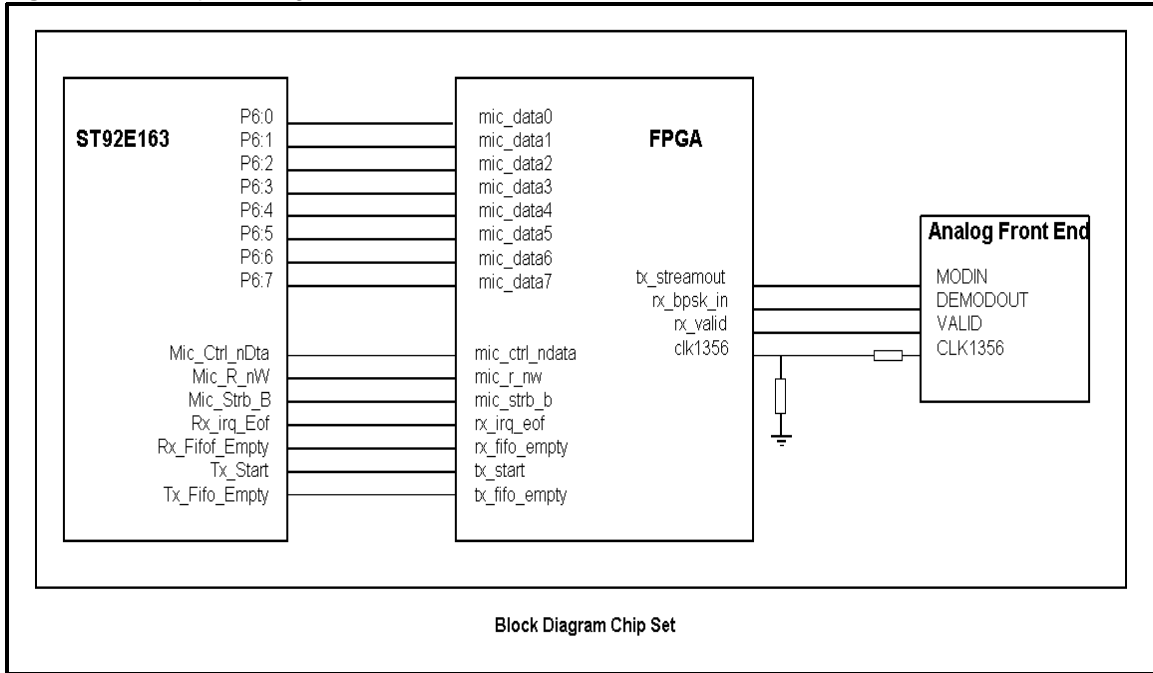 ST92E163
P6:0
P6:1
P6:2
P6:3
P6:4
P6:5
P6:6
P6:7
Mic_Ctrl_nDta
Mic_R_nW
Mic_Strb_B
Rx_irq_Eof
Rx_Fifof_Empty
Tx_Start
Tx_Fifo_Empty
FPGA
mic_data0
mic_data1
mic_data2
mic_data3
mic_data4
mic_data5
mic_data6
mic_data7
mic_ctrl_ndata
mic_r_nw
mic_strb_b
rx_irq_eof
rx_fifo_empty
tx_start
tx_fifo_empty
tx_streamout
rx_bpsk_in
rx_valid
clk1356
Analog Front End
MODIN
DEMODOUT
VALID
CLK1356
Block Diagram Chip Set